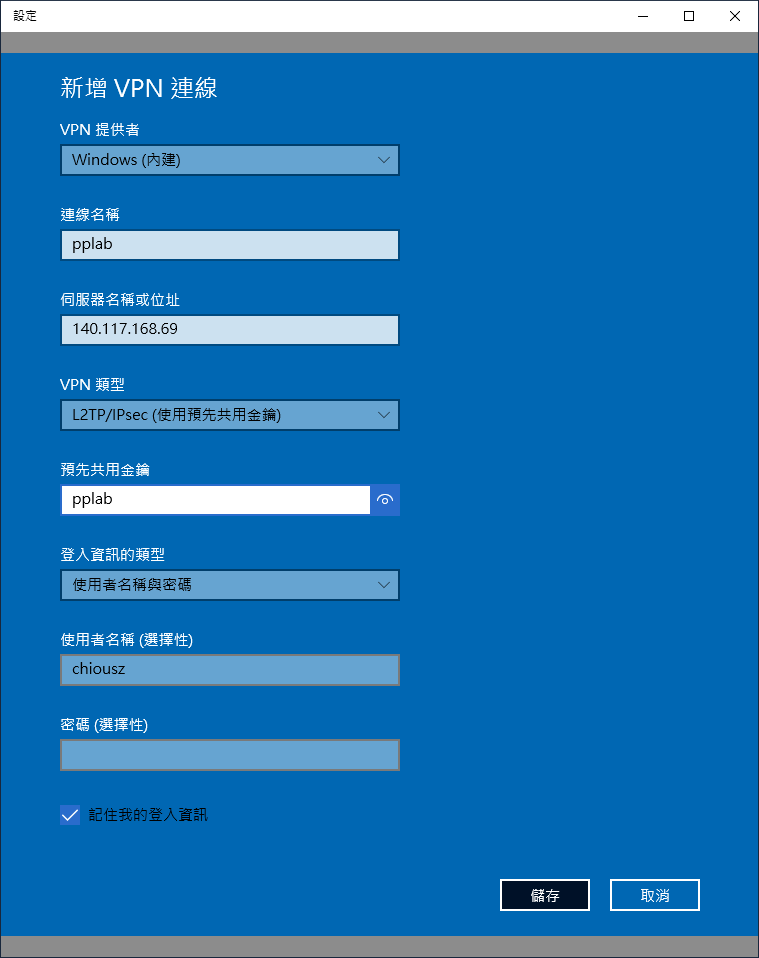 設定
新增 VPN 連線
VPN 提供者
Windows (內建)
連線名稱
pplab
伺服器名稱或位址
140.117.168.69
VPN 類型
L2TP/IPsec (使用預先共用金鑰)
預先共用金鑰
pplab
登入資訊的類型
使用者名稱與密碼
使用者名稱 (選擇性)
chiousz
密碼 (選擇性)
記住我的登入資訊
儲存 取消